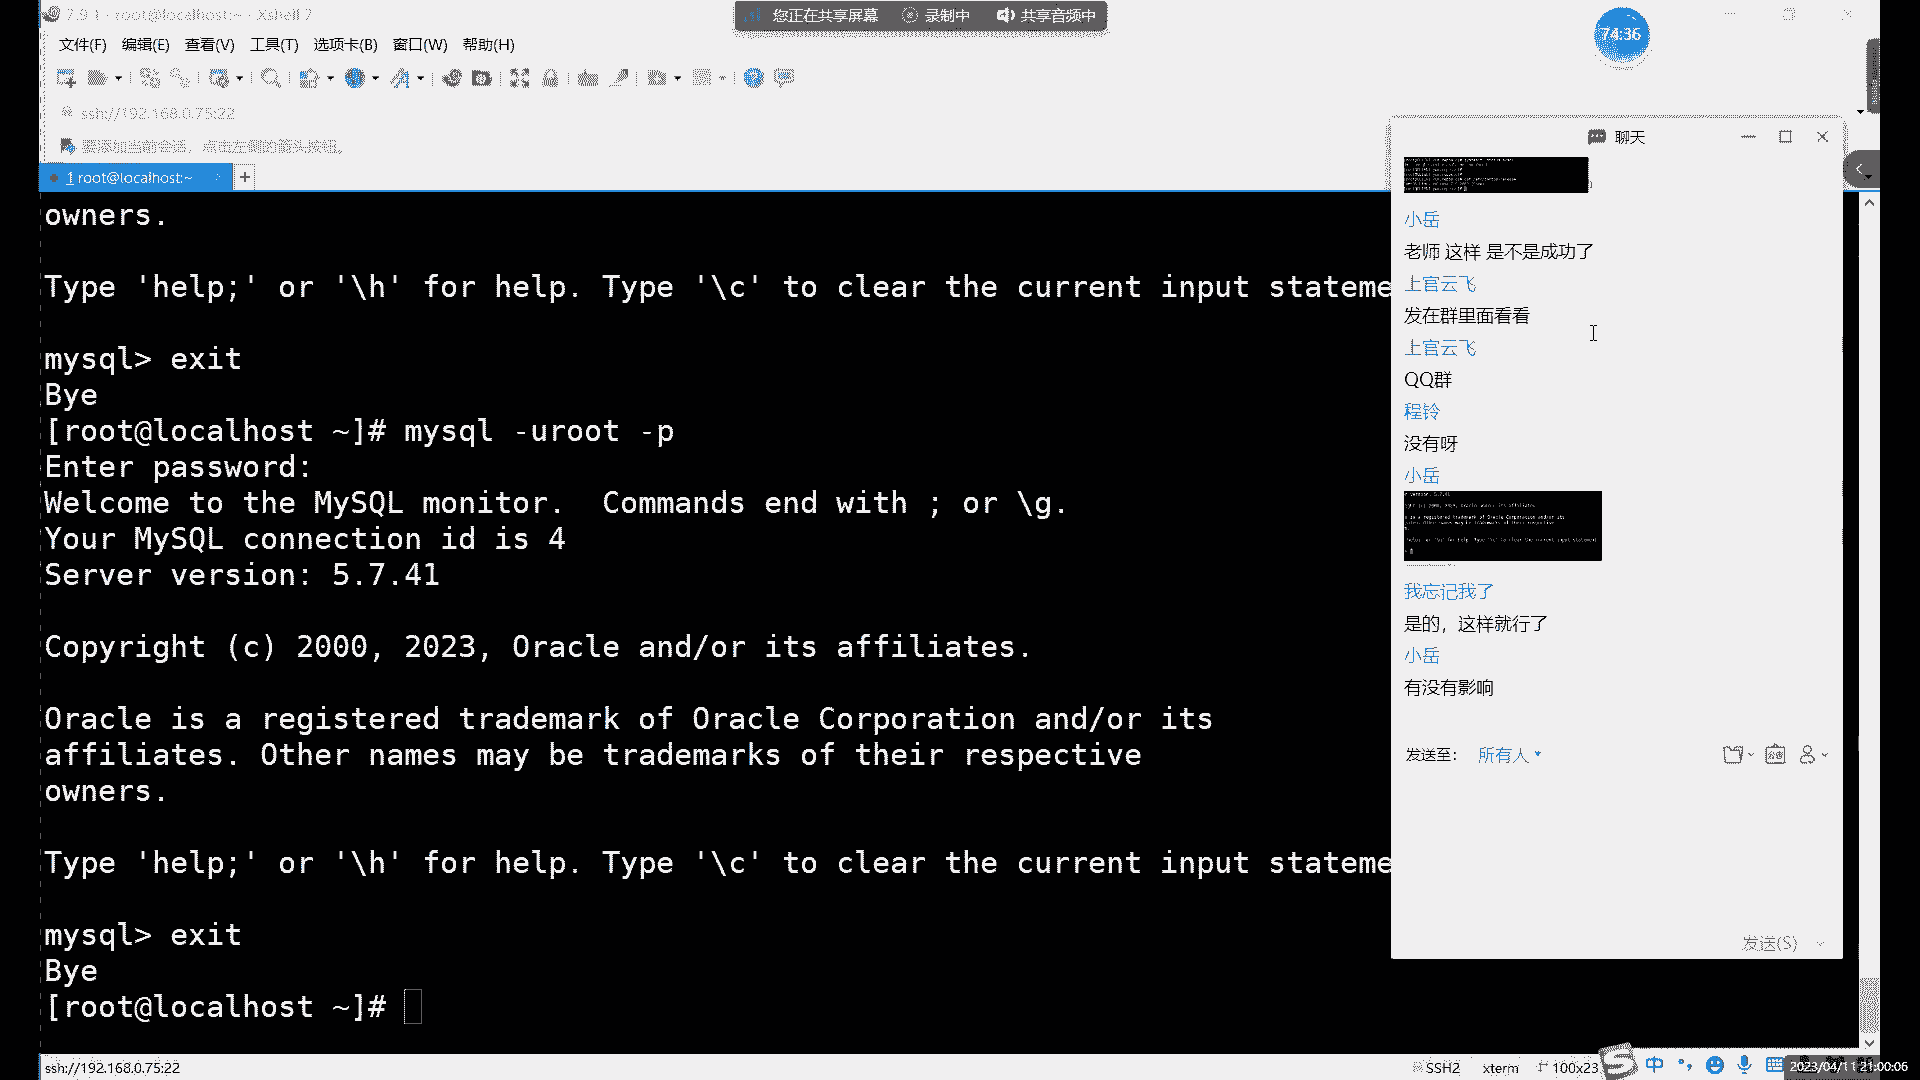 7.9-1 - root@localhost:~ - Xshell 7
您正在共享屏幕
录制中
共享音频中
74:36
文件(F) 编辑(E) 查看(V) 工具(T) 选项卡(B) 窗口(W) 帮助(H)
ssh://192.168.0.75:22
要添加当前会话，点击左侧的箭头按钮。
1 root@localhost:~
owners.
Type 'help;' or '\h' for help. Type '\c' to clear the current input stateme
mysql> exit
Bye
[root@localhost ~]# mysql -uroot -p
Enter password:
Welcome to the MySQL monitor.  Commands end with ; or \g.
Your MySQL connection id is 4
Server version: 5.7.41
Copyright (c) 2000, 2023, Oracle and/or its affiliates.
Oracle is a registered trademark of Oracle Corporation and/or its
affiliates. Other names may be trademarks of their respective
owners.
Type 'help;' or '\h' for help. Type '\c' to clear the current input stateme
mysql> exit
Bye
[root@localhost ~]#
聊天
小岳
老师 这样 是不是成功了
上官云飞
发在群里面看看
上官云飞
QQ群
程铃
没有呀
小岳
我忘记我了
是的，这样就行了
小岳
有没有影响
发送至： 所有人
发送(S)
ssh://192.168.0.75:22
SSH2 xterm 100x23
中
2023/04/11 21:00:06